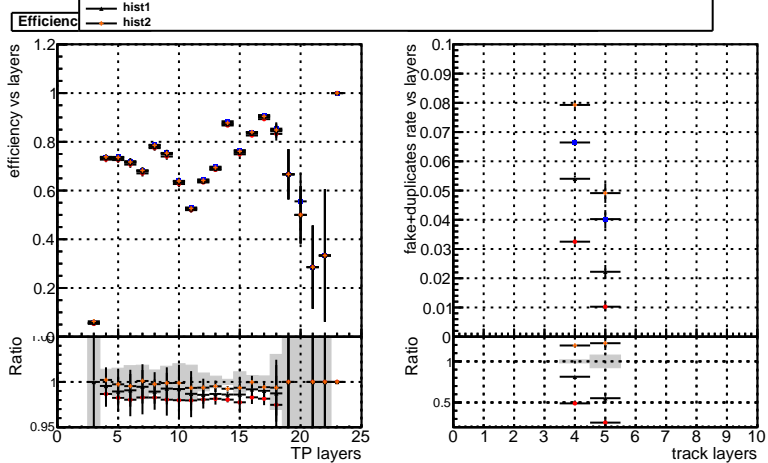 hist1
Efficienc
hist2
efficiency vs layers
1.2
1
0.8
0.6
0.4
0.2
0
Ratio
1
0.95
0 5 10 15 20 25
TP layers
fake+duplicates rate vs layers
0.1
0.09
0.08
0.07
0.06
0.05
0.04
0.03
0.02
0.01
0
Ratio
1
0.5
0 1 2 3 4 5 6 7 8 9 10
track layers